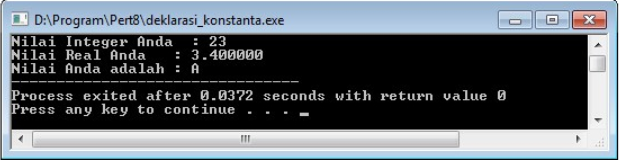 D:\Program\Pert8\deklarasi_konstanta.exe
Nilai Integer Anda  : 23
Nilai Real Anda     : 3.400000
Nilai Anda adalah : A
--------------------------------
Process exited after 0.0372 seconds with return value 0
Press any key to continue . . . _